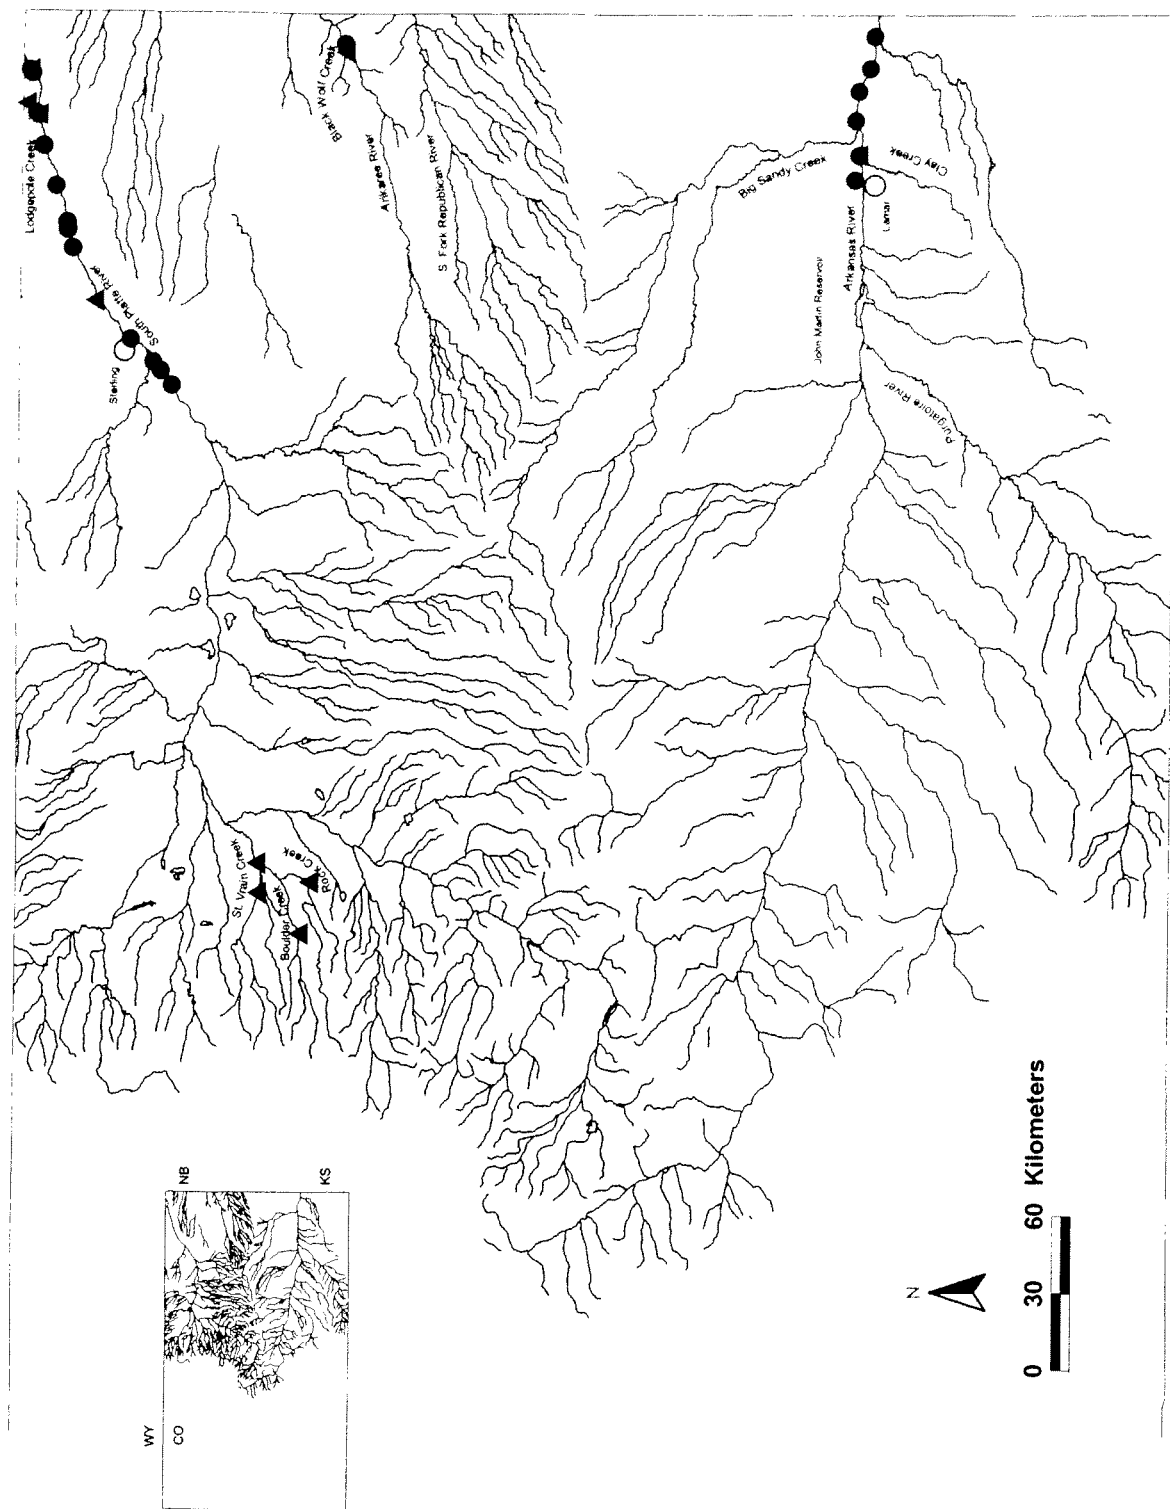 Lodgepole Creek
South Platte River
Sterling
Black Wolf Creek
Arikaree River
S. Fork Republican River
Big Sandy Creek
Clay Creek
Lamar
Arkansas River
John Martin Reservoir
Purgatoire River
St. Vrain Creek
Boulder Creek
Rock Creek
WY
CO
NB
KS
N
0 30 60 Kilometers